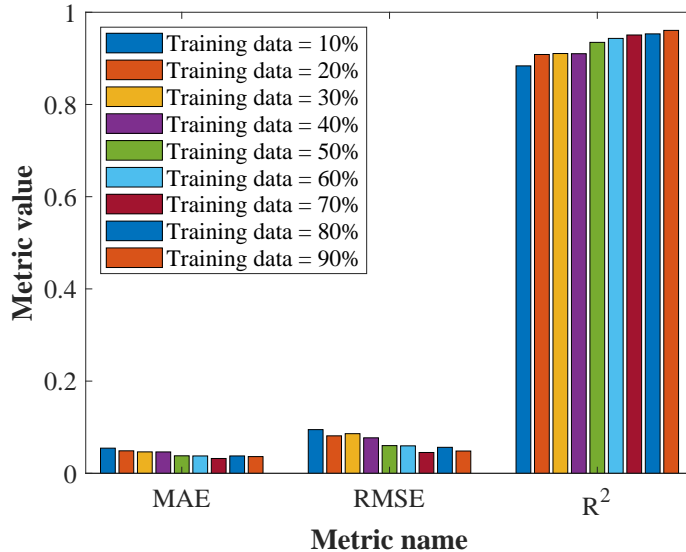 1
0.8
0.6
0.4
0.2
0
Metric value
Training data = 10%
Training data = 20%
Training data = 30%
Training data = 40%
Training data = 50%
Training data = 60%
Training data = 70%
Training data = 80%
Training data = 90%
MAE RMSE R²
Metric name